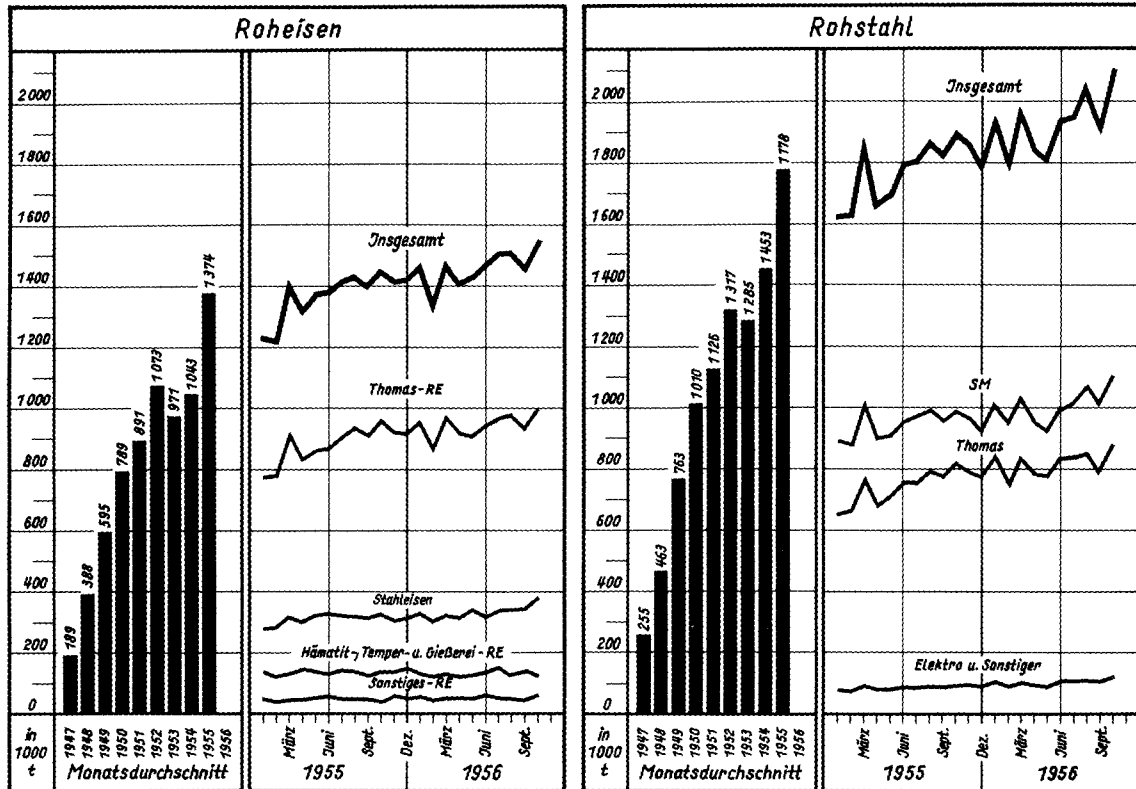 Roheisen
2000
1800
1600
1400
1200
1000
800
600
400
200
0
in
1000
t
189
388
595
789
891
1073
971
1043
1374
1947
1948
1949
1950
1951
1952
1953
1954
1955
1956
Monatsdurchschnitt
Insgesamt
Thomas-RE
Stahleisen
Hämatit-, Temper- u. Gießerei-RE
Sonstiges-RE
März
Juni
Sept.
Dez.
März
Juni
Sept.
1955
1956
Rohstahl
2000
1800
1600
1400
1200
1000
800
600
400
200
0
in
1000
t
255
463
763
1010
1126
1317
1285
1453
1778
1947
1948
1949
1950
1951
1952
1953
1954
1955
1956
Monatsdurchschnitt
Insgesamt
SM
Thomas
Elektro u. Sonstiger
März
Juni
Sept.
Dez.
März
Juni
Sept.
1955
1956